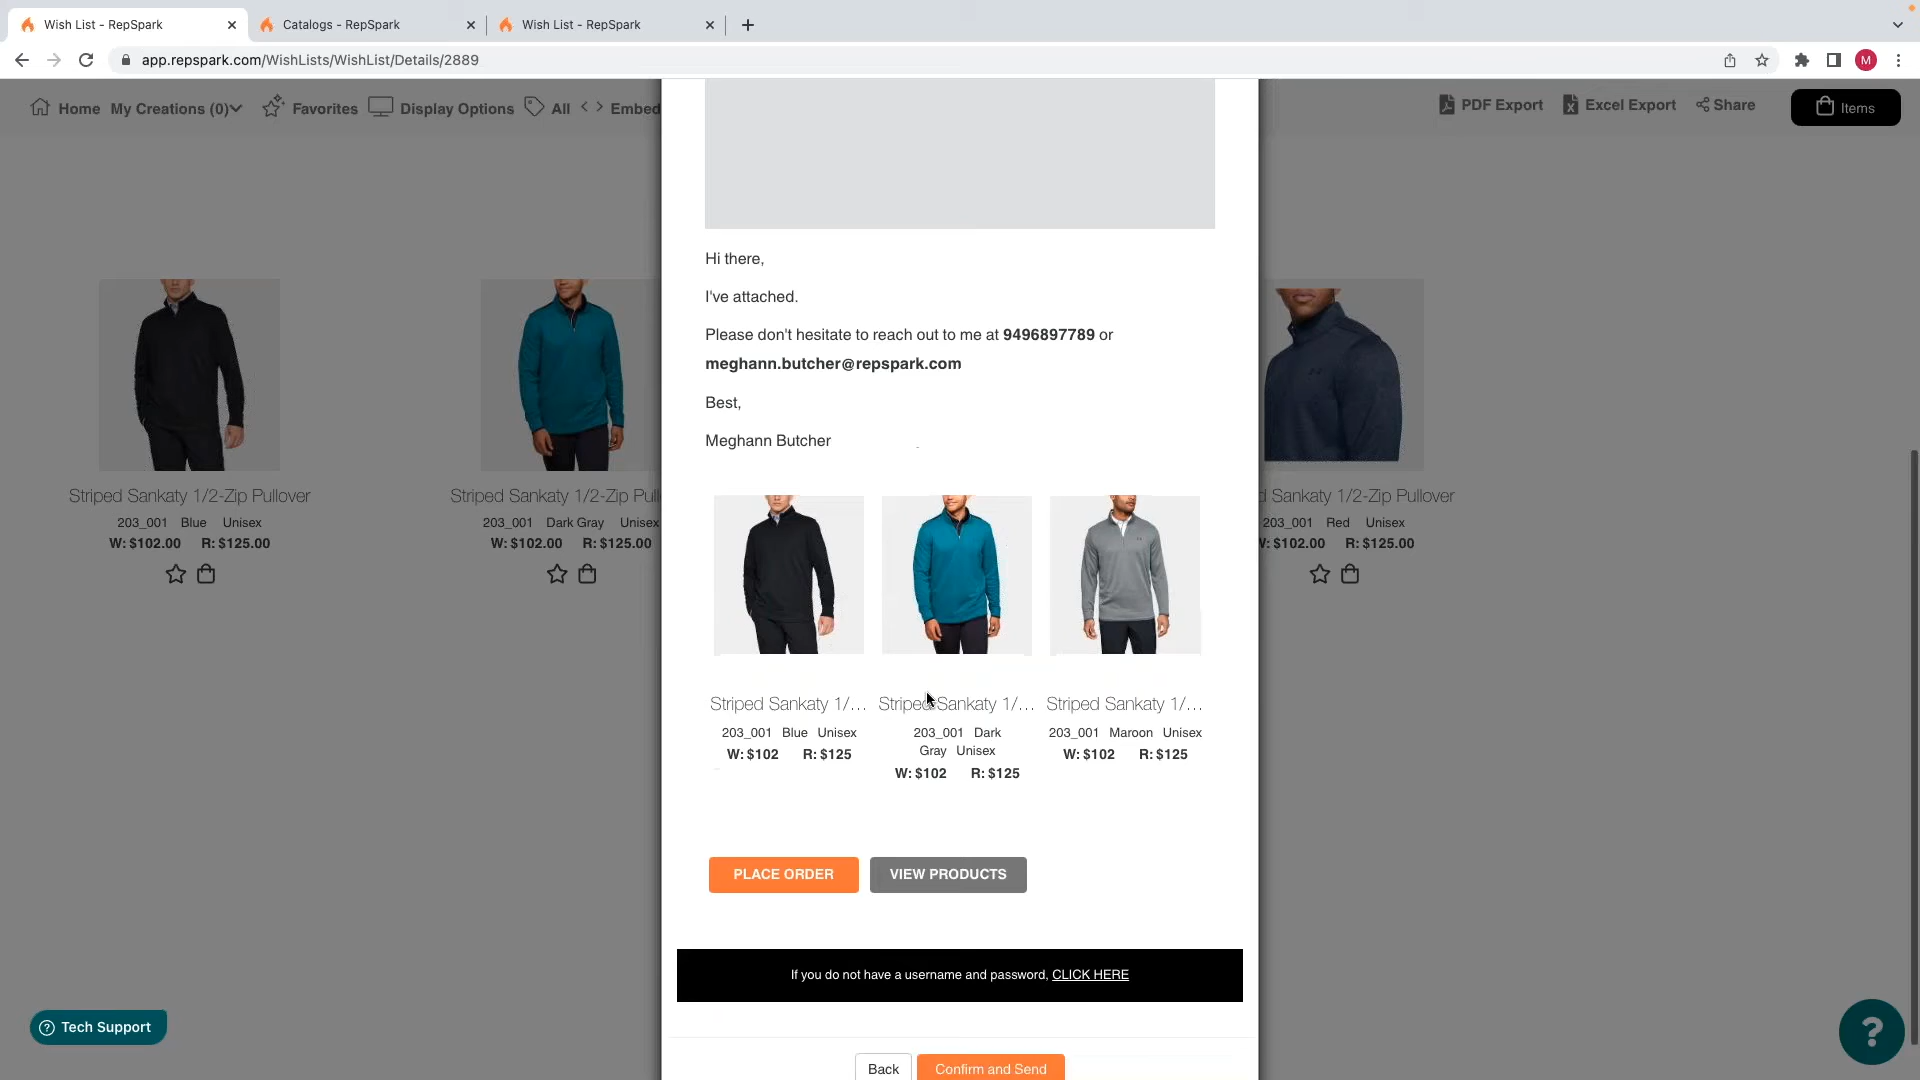 Wish List - RepSpark
Catalogs - RepSpark
Wish List - RepSpark
app.repspark.com/WishLists/WishList/Details/2889
M
Home My Creations (0) Favorites Display Options All < > Embed
PDF Export Excel Export Share Items
Hi there,
I've attached.
Please don't hesitate to reach out to me at 9496897789 or
meghann.butcher@repspark.com
Best,
Meghann Butcher
Striped Sankaty 1/2-Zip Pullover
203_001 Blue Unisex
W: $102.00 R: $125.00
Striped Sankaty 1/2-Zip Pull
203_001 Dark Gray Unisex
W: $102.00 R: $125.00
d Sankaty 1/2-Zip Pullover
203_001 Red Unisex
W: $102.00 R: $125.00
Striped Sankaty 1/...
203_001 Blue Unisex
W: $102 R: $125
Striped Sankaty 1/...
203_001 Dark
Gray Unisex
W: $102 R: $125
Striped Sankaty 1/...
203_001 Maroon Unisex
W: $102 R: $125
PLACE ORDER
VIEW PRODUCTS
If you do not have a username and password, CLICK HERE
Back
Confirm and Send
? Tech Support
?